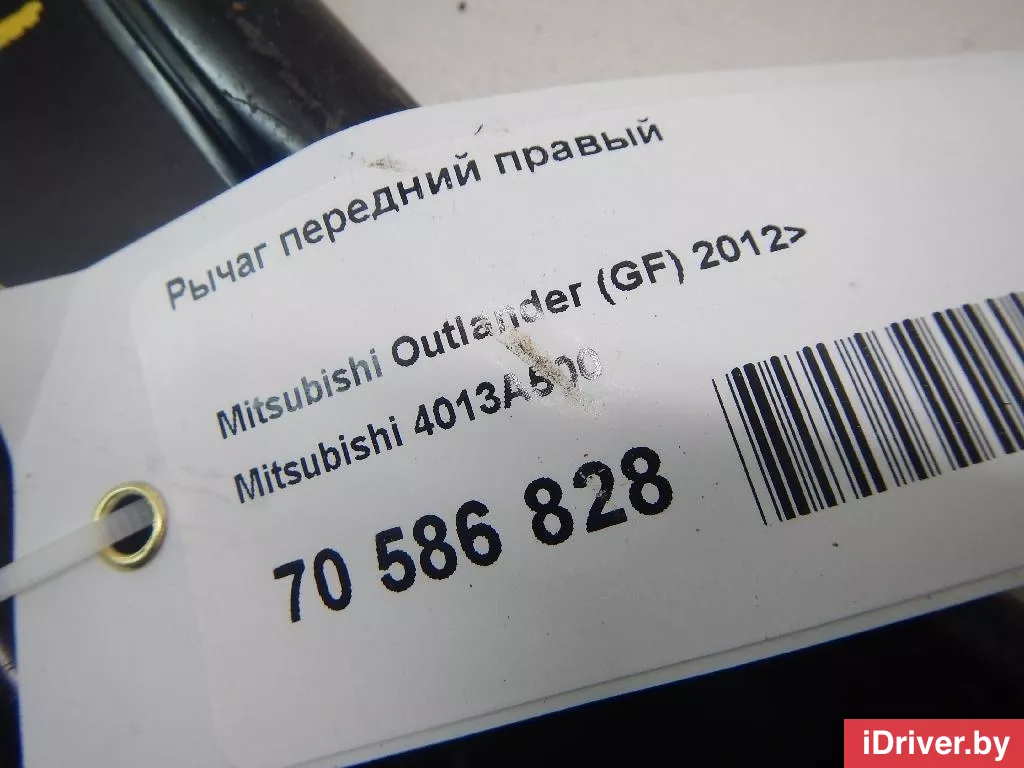 Рычаг передний правый
Mitsubishi Outlander (GF) 2012>
Mitsubishi 4013A500
70 586 828
iDriver.by